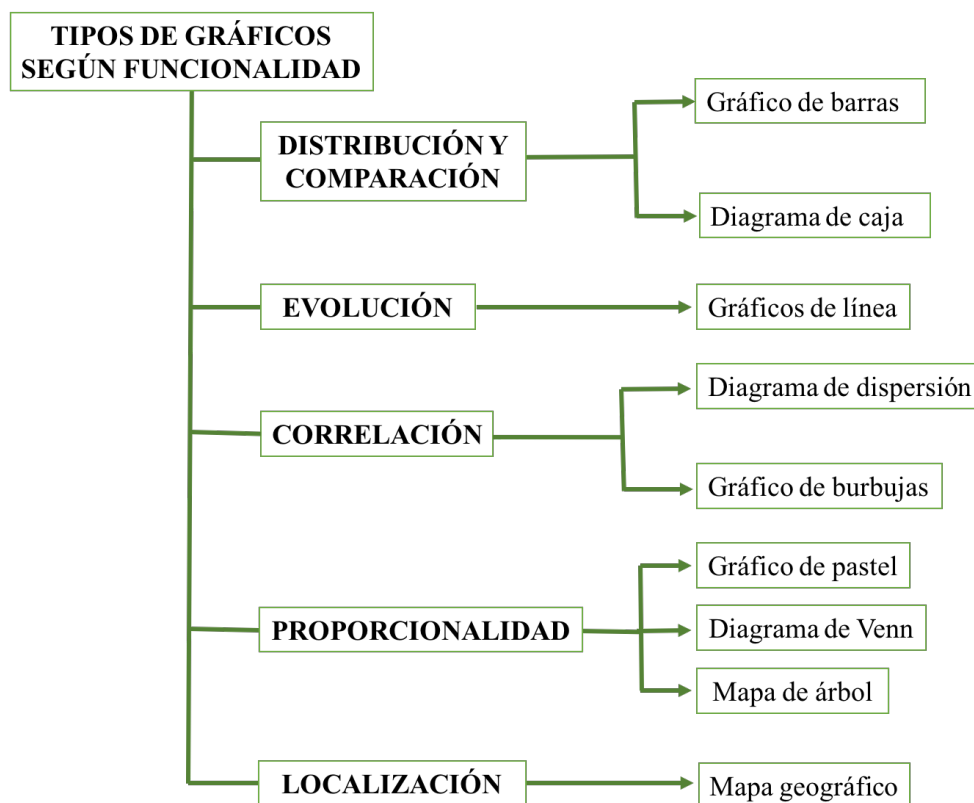 TIPOS DE GRÁFICOS
SEGÚN FUNCIONALIDAD
DISTRIBUCIÓN Y
COMPARACIÓN
Gráfico de barras
Diagrama de caja
EVOLUCIÓN
Gráficos de línea
CORRELACIÓN
Diagrama de dispersión
Gráfico de burbujas
PROPORCIONALIDAD
Gráfico de pastel
Diagrama de Venn
Mapa de árbol
LOCALIZACIÓN
Mapa geográfico